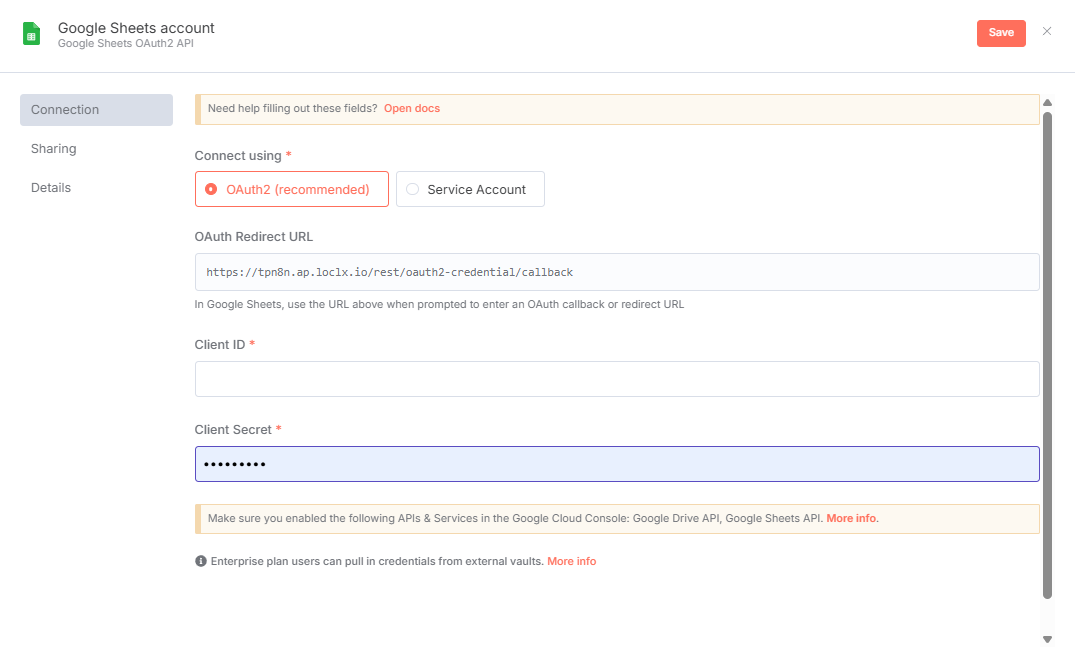 Google Sheets account
Google Sheets OAuth2 API
Save
Connection
Sharing
Details
Need help filling out these fields? Open docs
Connect using *
OAuth2 (recommended)
Service Account
OAuth Redirect URL
https://tpn8n.ap.loclx.io/rest/oauth2-credential/callback
In Google Sheets, use the URL above when prompted to enter an OAuth callback or redirect URL
Client ID *
Client Secret *
•••••••••
Make sure you enabled the following APIs & Services in the Google Cloud Console: Google Drive API, Google Sheets API. More info.
Enterprise plan users can pull in credentials from external vaults. More info